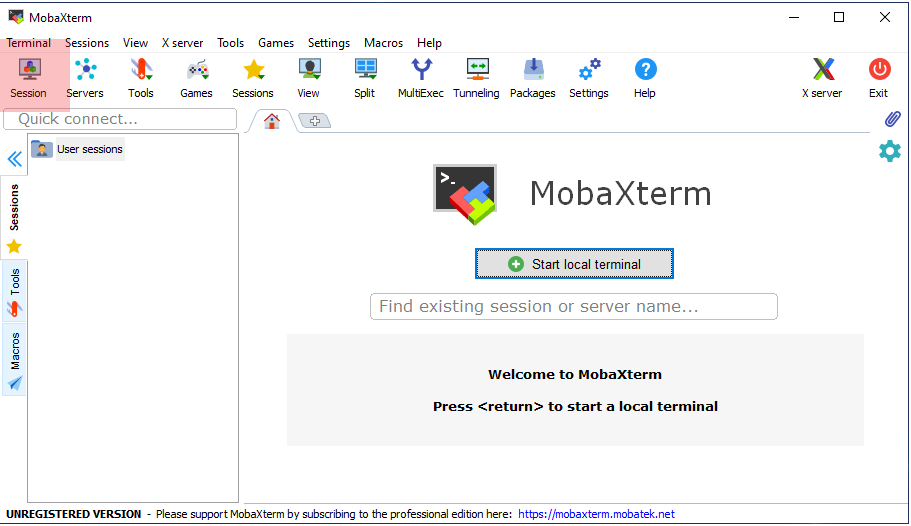 MobaXterm
Terminal Sessions View X server Tools Games Settings Macros Help
Session Servers Tools Games Sessions View Split MultiExec Tunneling Packages Settings Help X server Exit
Quick connect...
User sessions
Sessions
Tools
Macros
>_
MobaXterm
Start local terminal
Find existing session or server name...
Welcome to MobaXterm
Press <return> to start a local terminal
UNREGISTERED VERSION - Please support MobaXterm by subscribing to the professional edition here: https://mobaxterm.mobatek.net